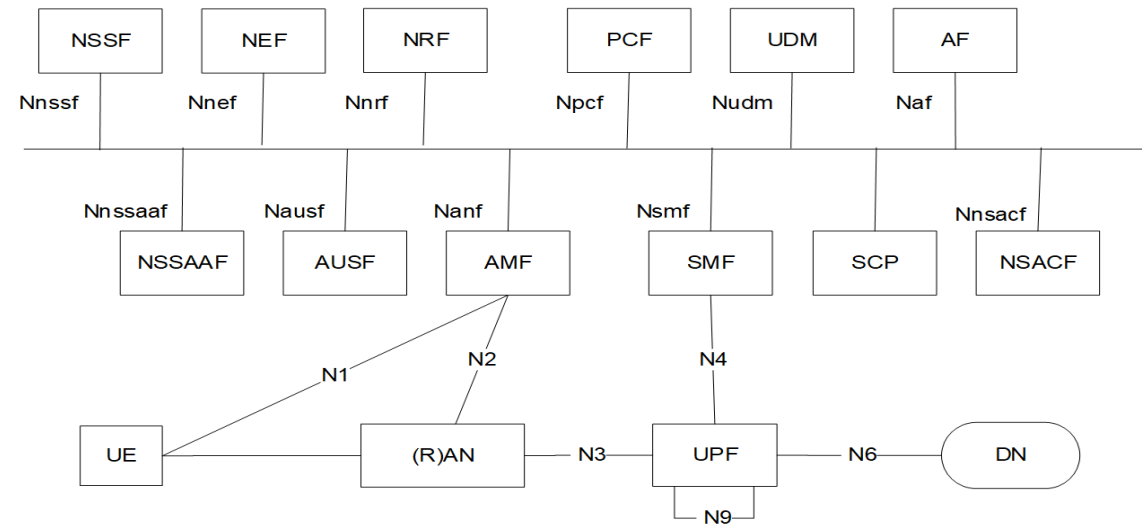 NSSF NEF NRF PCF UDM AF
Nnssf Nnef Nnrf Npcf Nudm Naf
Nnssaaf Nausf Nanf Nsmf Nnsacf
NSSAAF AUSF AMF SMF SCP NSACF
N1 N2 N4
UE (R)AN N3 UPF N6 DN
N9